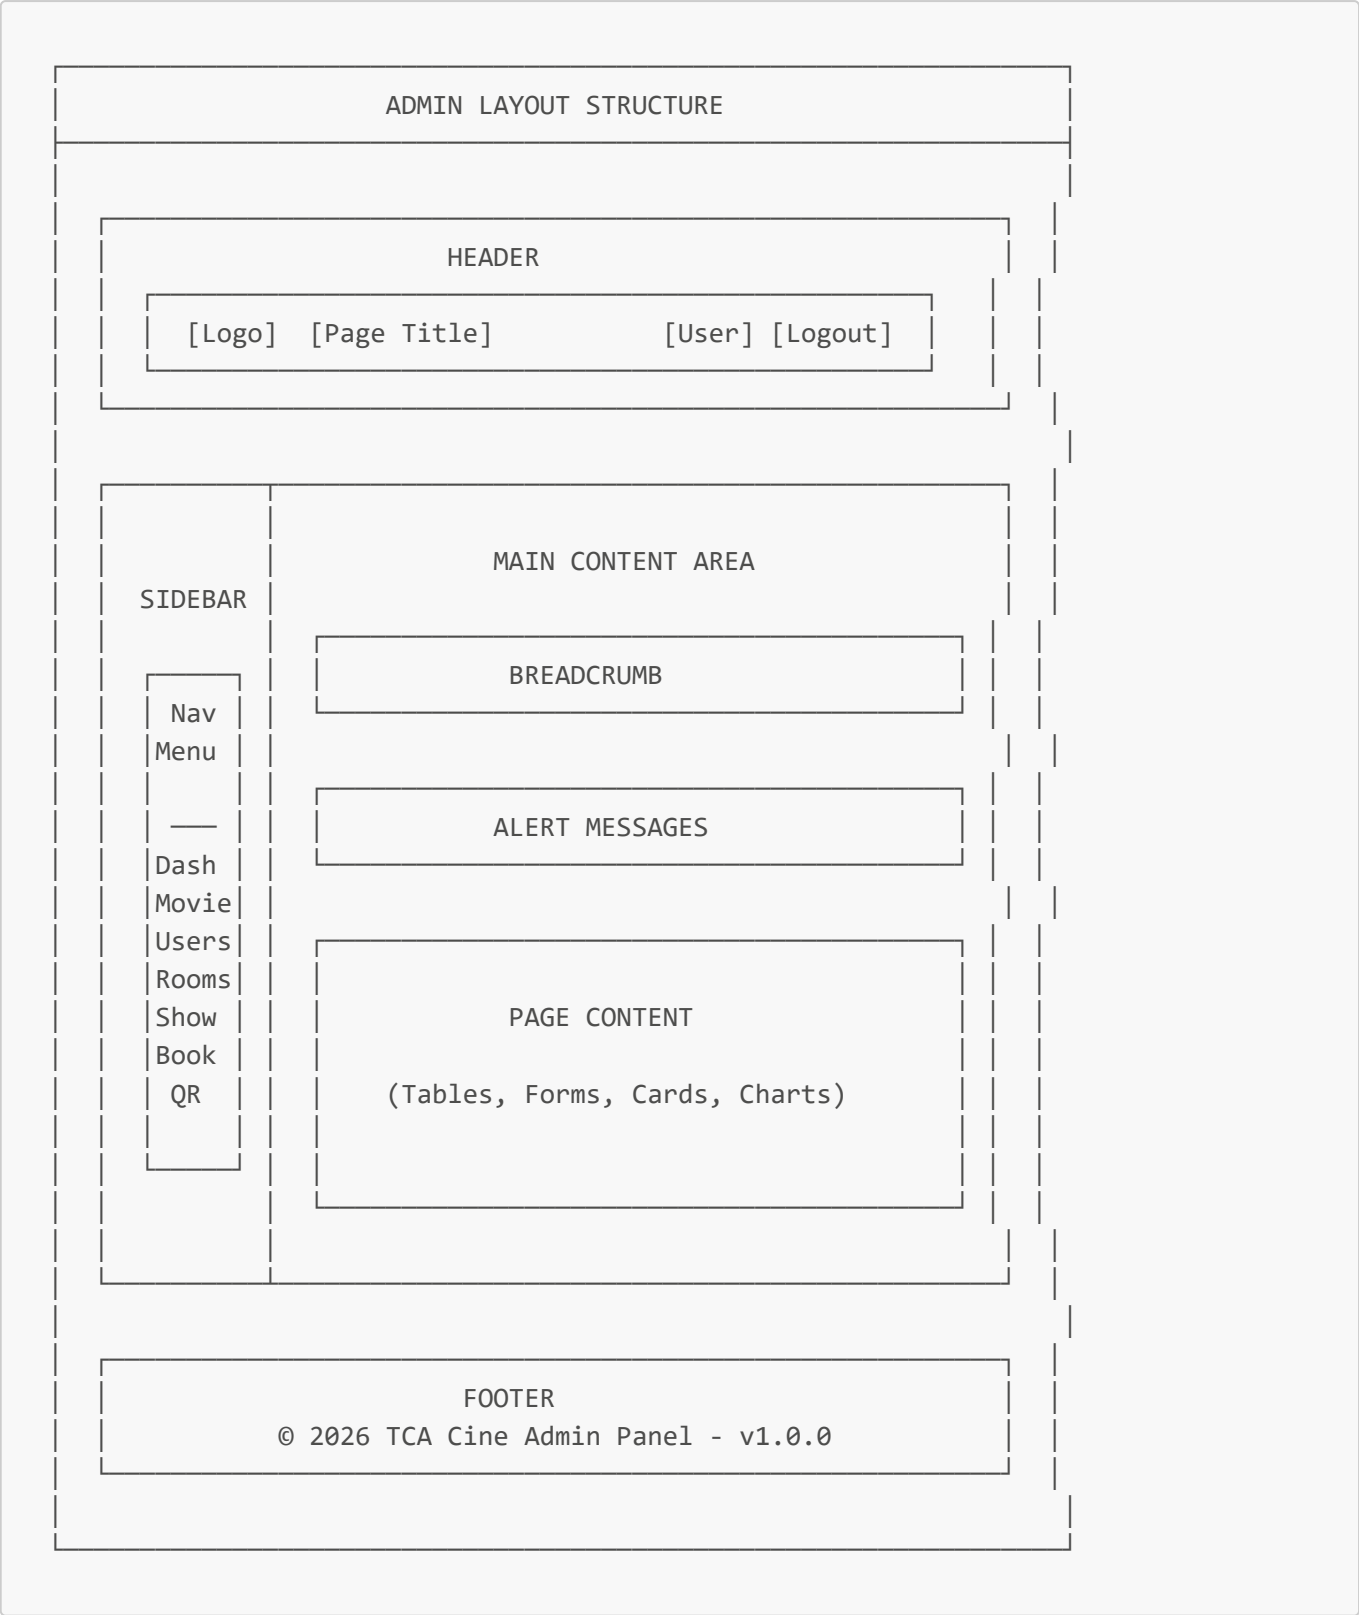 ADMIN LAYOUT STRUCTURE
HEADER
[Logo] [Page Title] [User] [Logout]
MAIN CONTENT AREA
SIDEBAR
BREADCRUMB
Nav
Menu
ALERT MESSAGES
Dash
Movie
Users
Rooms
Show
Book
QR
PAGE CONTENT
(Tables, Forms, Cards, Charts)
FOOTER
© 2026 TCA Cine Admin Panel - v1.0.0